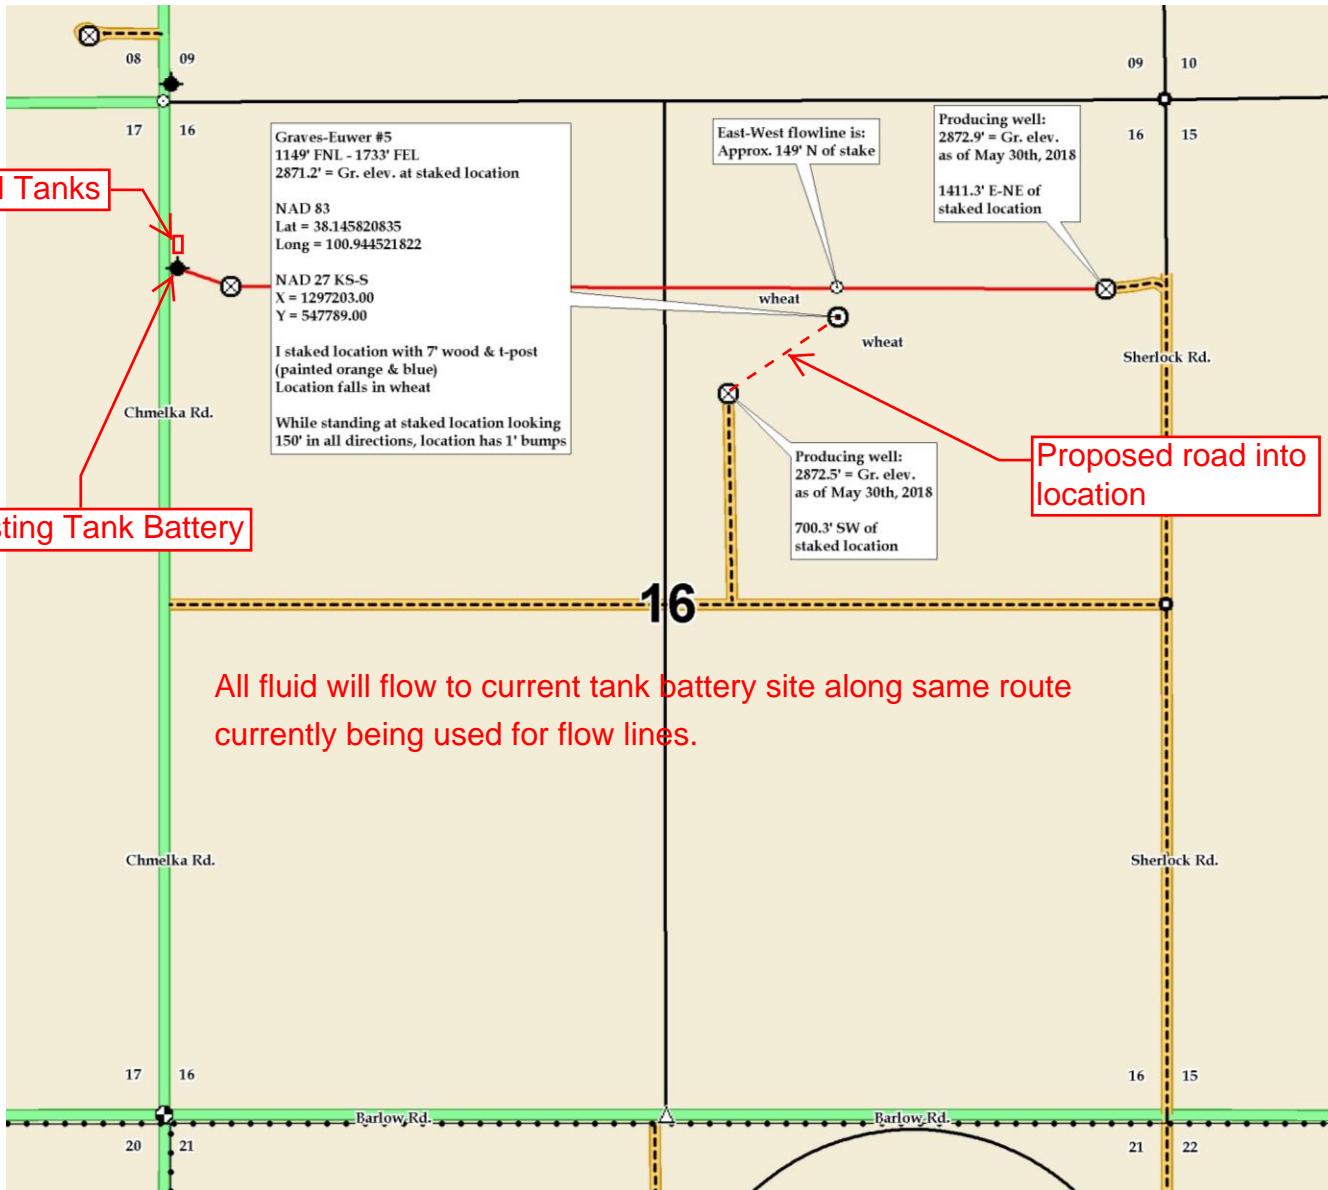 08 09
09 10
17 16
16 15
Graves-Euwer #5
1149' FNL - 1733' FEL
2871.2' = Gr. elev. at staked location
NAD 83
Lat = 38.145820835
Long = 100.944521822
NAD 27 KS-S
X = 1297203.00
Y = 547789.00
I staked location with 7' wood & t-post
(painted orange & blue)
Location falls in wheat
While standing at staked location looking
150' in all directions, location has 1' bumps
East-West flowline is:
Approx. 149' N of stake
Producing well:
2872.9' = Gr. elev.
as of May 30th, 2018
1411.3' E-NE of
staked location
Tanks
wheat
wheat
Sherlock Rd.
Chmelka Rd.
Producing well:
2872.5' = Gr. elev.
as of May 30th, 2018
700.3' SW of
staked location
Proposed road into
location
sting Tank Battery
16
All fluid will flow to current tank battery site along same route
currently being used for flow lines.
Chmelka Rd.
Sherlock Rd.
17 16
16 15
Barlow Rd.
Barlow Rd.
20 21
21 22